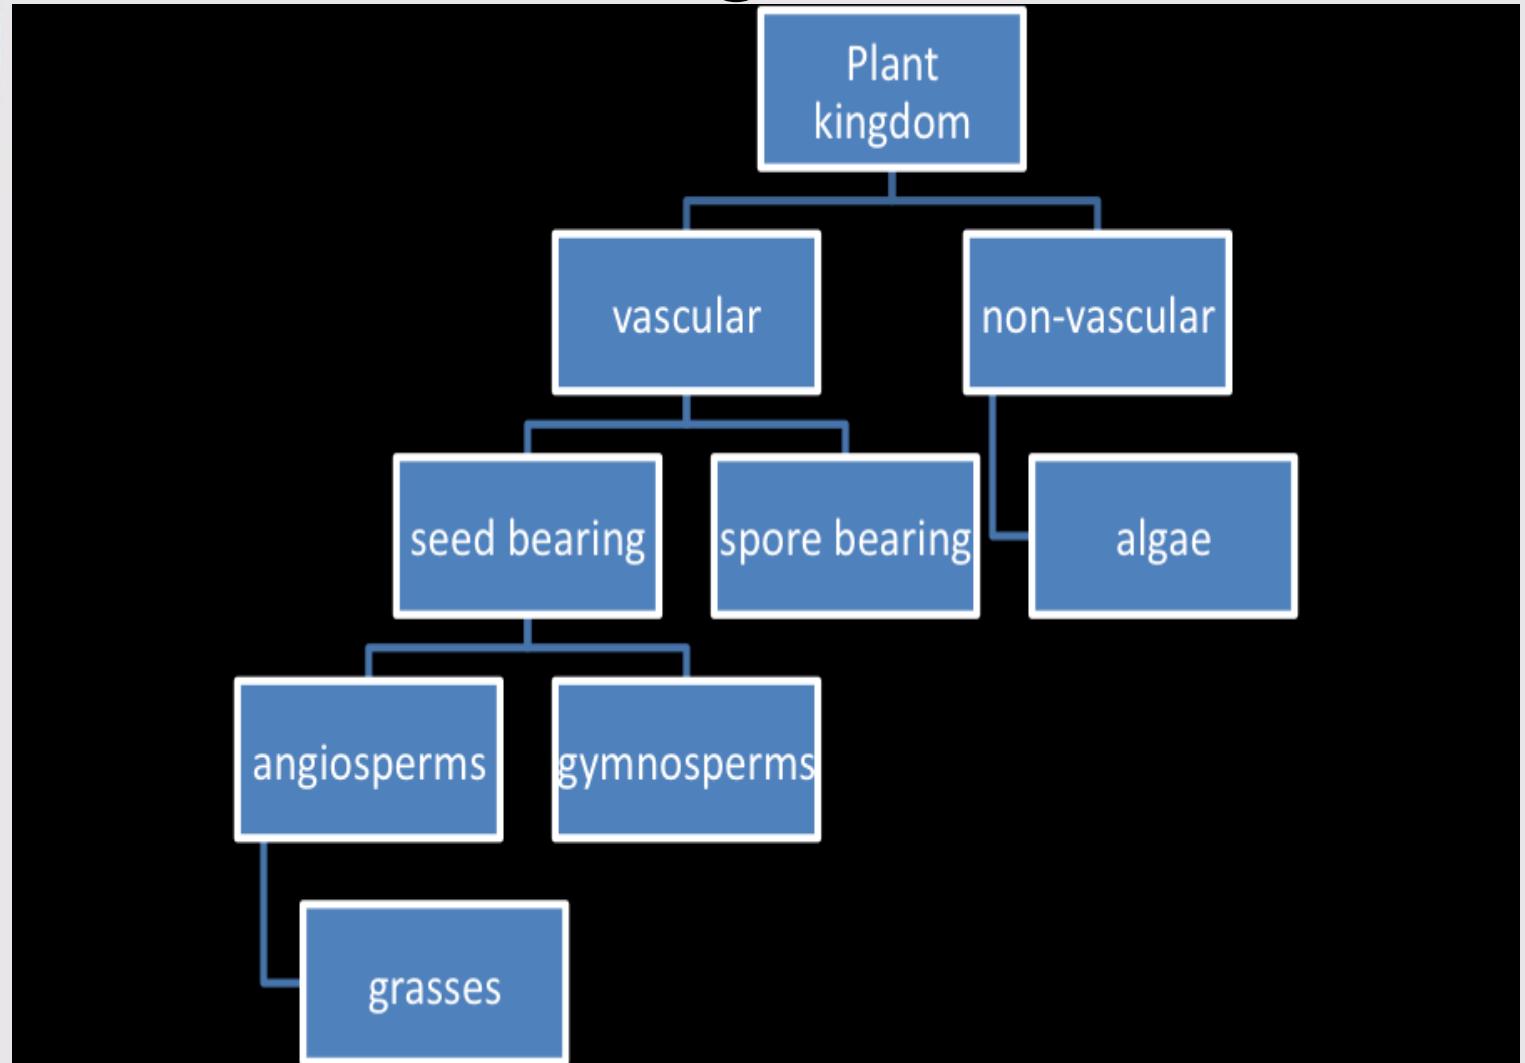 Plant
kingdom
vascular
non-vascular
seed bearing
spore bearing
algae
angiosperms
gymnosperms
grasses